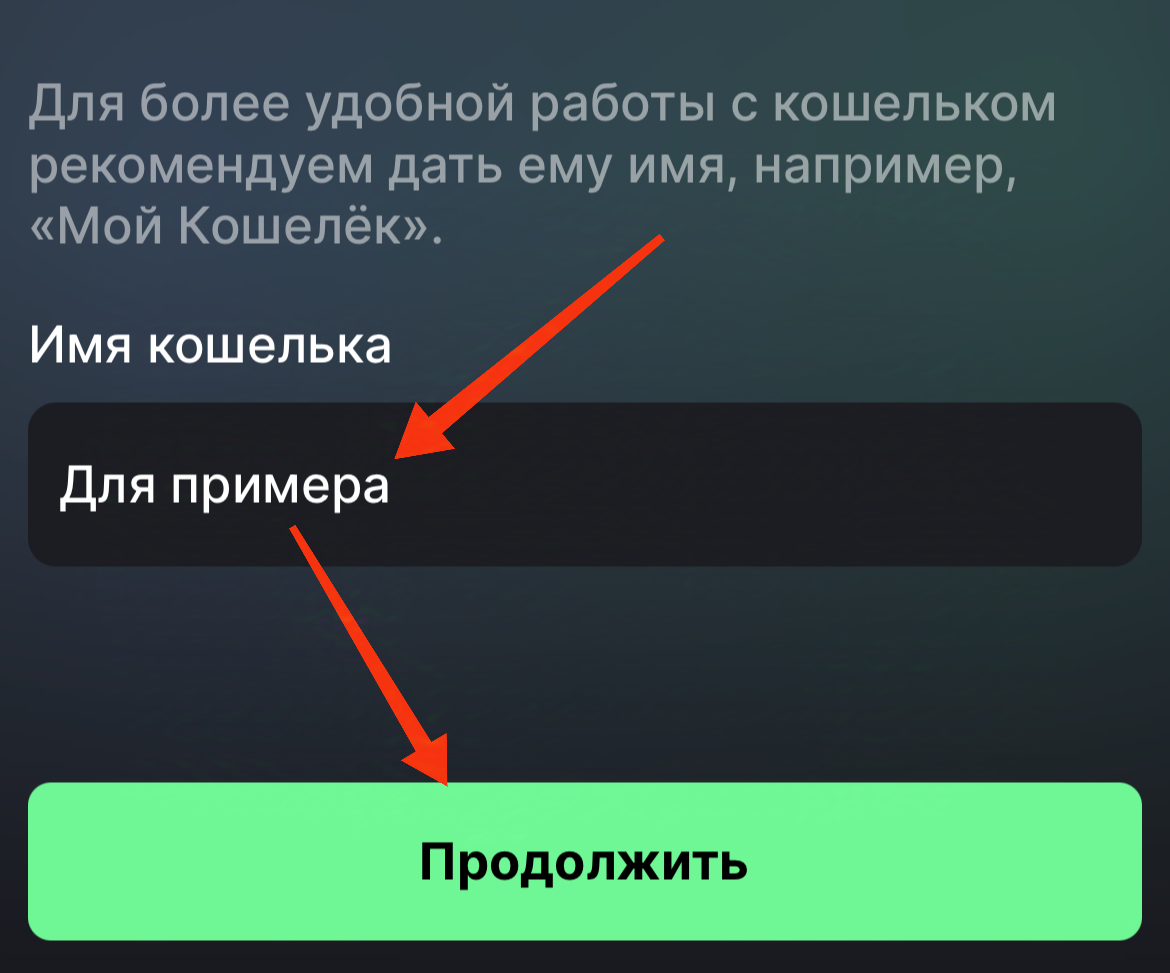 Для более удобной работы с кошельком
рекомендуем дать ему имя, например,
«Мой Кошелёк».
Имя кошелька
Для примера
Продолжить